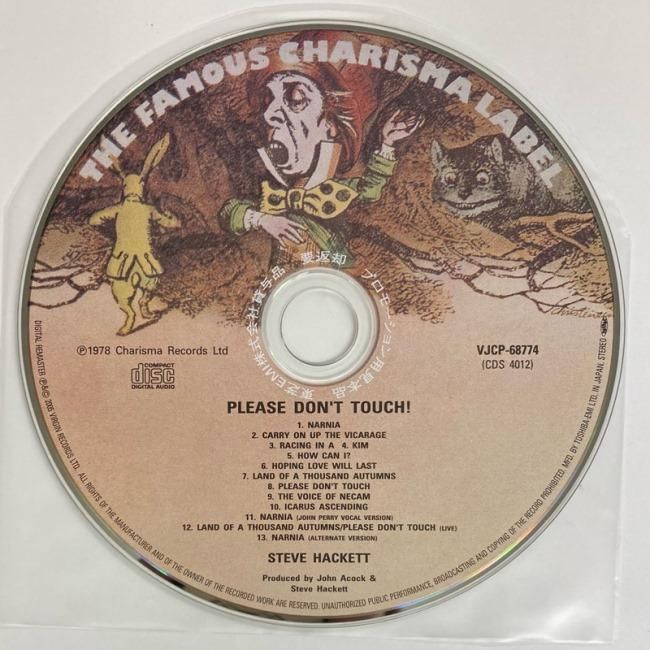 THE FAMOUS CHARISMA LABEL
東芝EMI株式会社貸与品 要返却 プロモーション用見本品
℗1978 Charisma Records Ltd
COMPACT
disc
DIGITAL AUDIO
VJCP-68774
(CDS 4012)
PLEASE DON'T TOUCH!
1. NARNIA
2. CARRY ON UP THE VICARAGE
3. RACING IN A 4. KIM
5. HOW CAN I?
6. HOPING LOVE WILL LAST
7. LAND OF A THOUSAND AUTUMNS
8. PLEASE DON'T TOUCH
9. THE VOICE OF NECAM
10. ICARUS ASCENDING
11. NARNIA (JOHN PERRY VOCAL VERSION)
12. LAND OF A THOUSAND AUTUMNS/PLEASE DON'T TOUCH (LIVE)
13. NARNIA (ALTERNATE VERSION)
STEVE HACKETT
Produced by John Acock &
Steve Hackett
DIGITAL REMASTER ℗&© 2005 VIRGIN RECORDS LTD. ALL RIGHTS OF THE MANUFACTURER AND OF THE OWNER OF THE RECORDED WORK ARE RESERVED. UNAUTHORIZED PUBLIC PERFORMANCE, BROADCASTING AND COPYING OF THE RECORD PROHIBITED. MFD. BY TOSHIBA-EMI LTD. IN JAPAN. STEREO